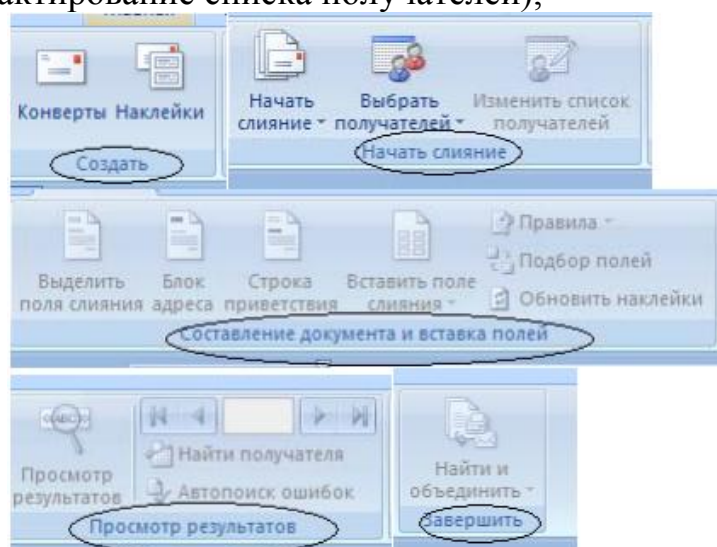 актирование списка получателей);
Конверты Наклейки
Создать
Начать слияние
Выбрать получателей
Изменить список получателей
Начать слияние
Выделить поля слияния
Блок адреса
Строка приветствия
Вставить поле слияния
Правила
Подбор полей
Обновить наклейки
Составление документа и вставка полей
«ABC»
Просмотр результатов
Найти получателя
Автопоиск ошибок
Просмотр результатов
Найти и объединить
Завершить